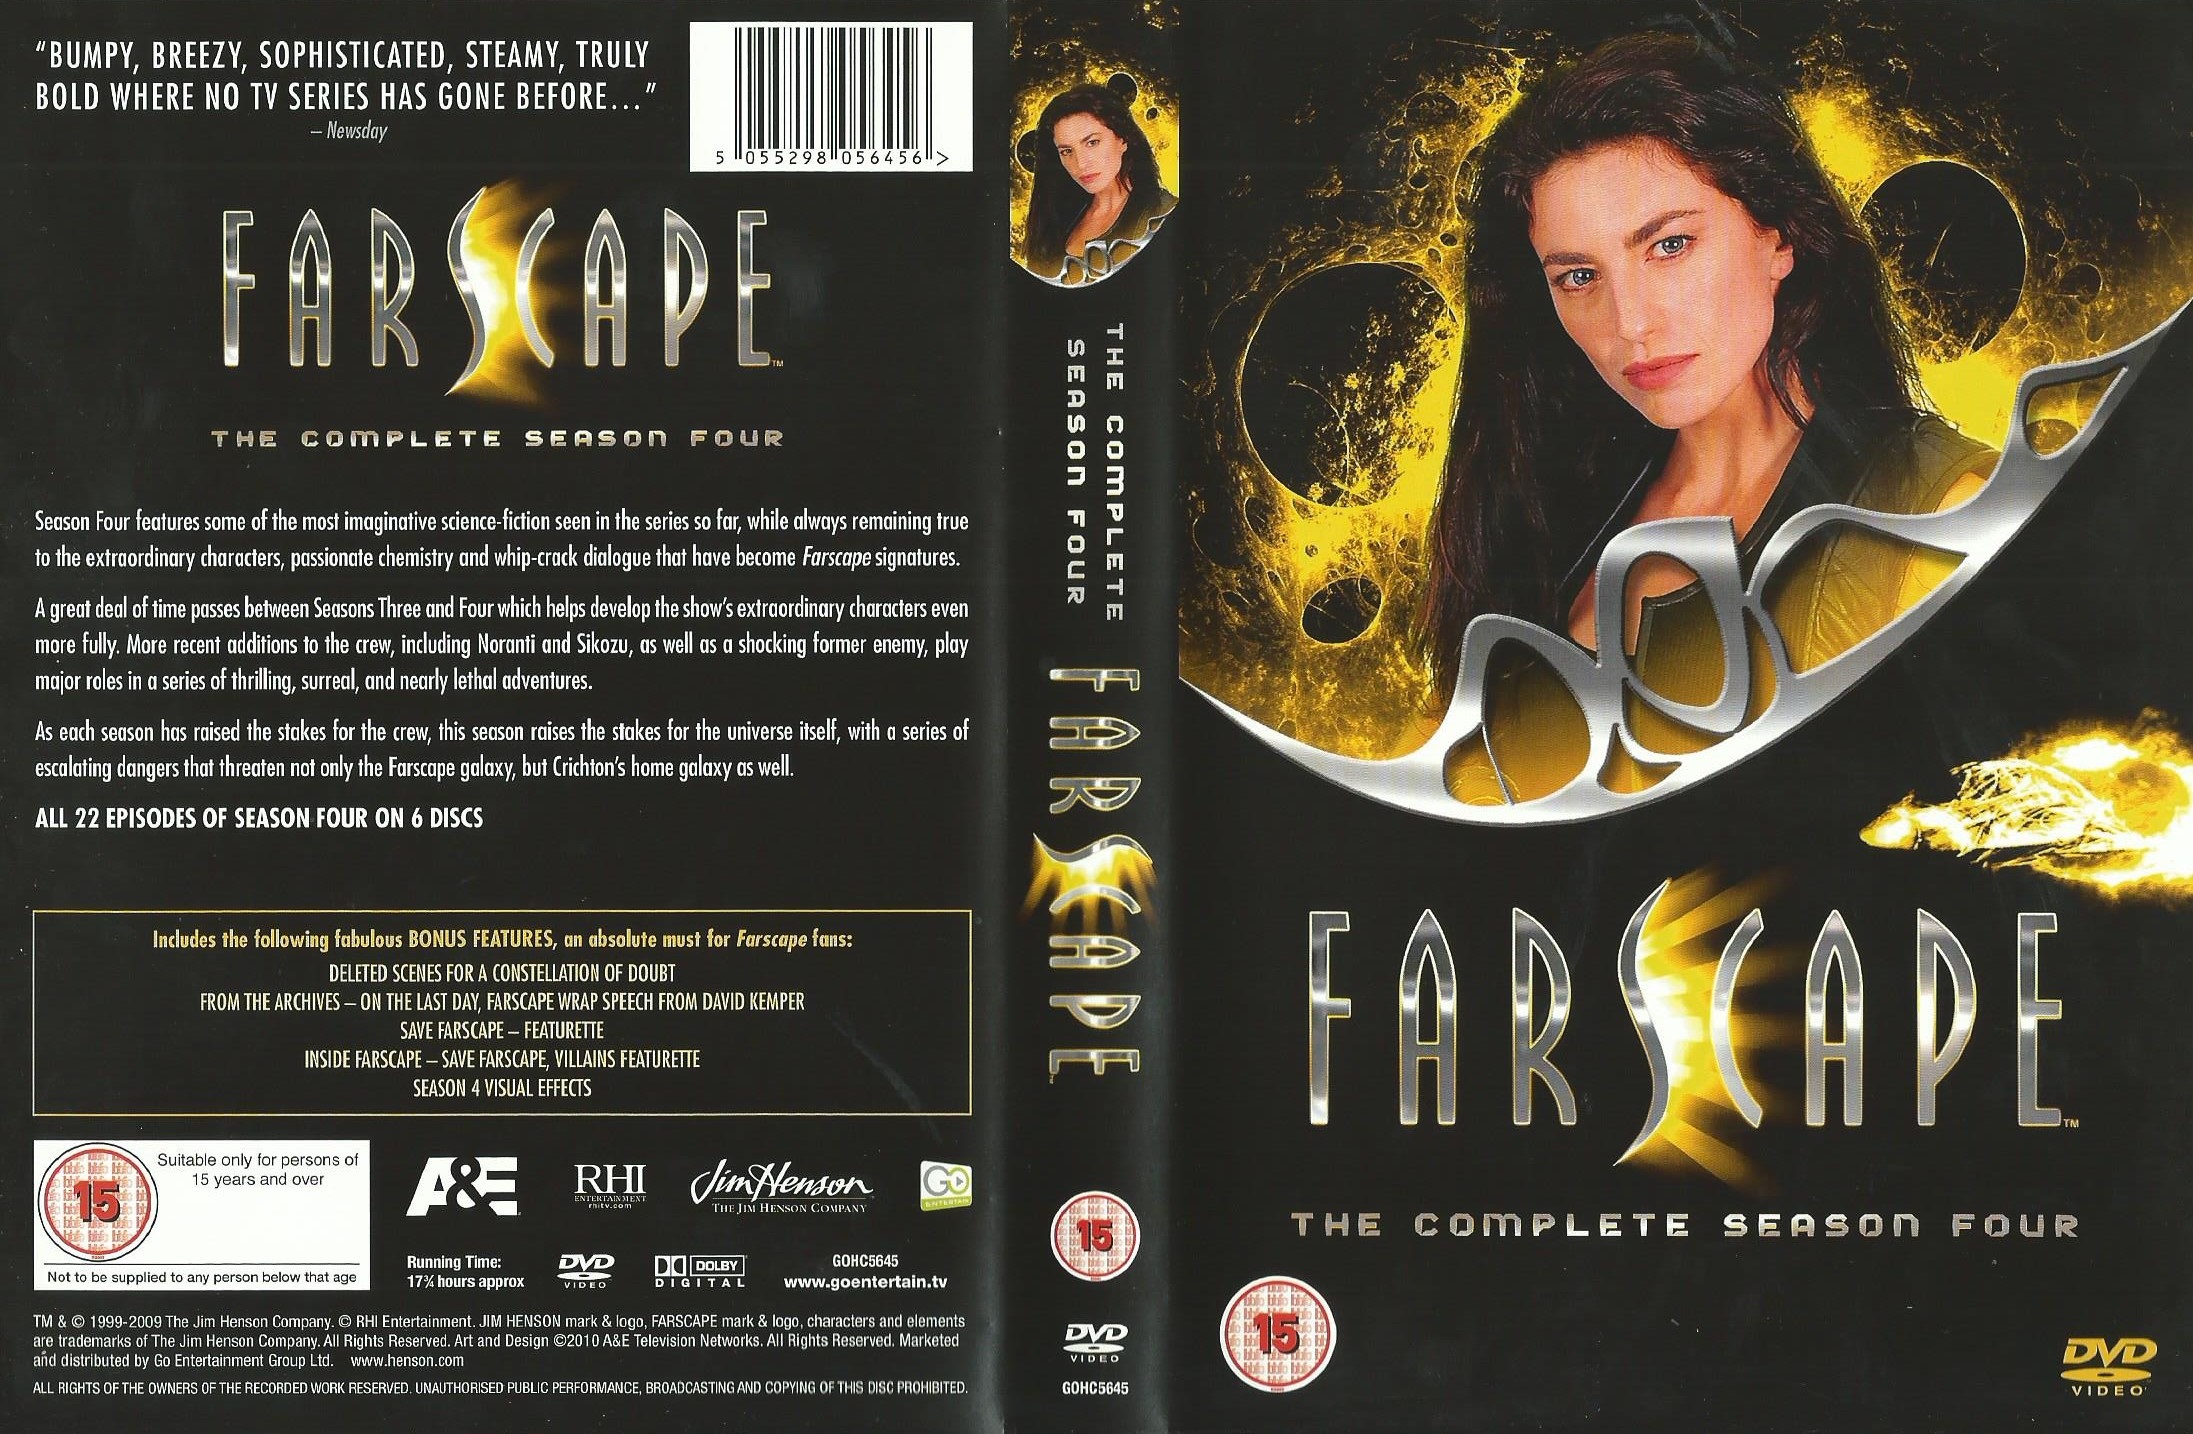 “BUMPY, BREEZY, SOPHISTICATED, STEAMY, TRULY
BOLD WHERE NO TV SERIES HAS GONE BEFORE...”
– Newsday
5 055298 056456 >
FARSCAPE™
THE COMPLETE SEASON FOUR
Season Four features some of the most imaginative science-fiction seen in the series so far, while always remaining true
to the extraordinary characters, passionate chemistry and whip-crack dialogue that have become Farscape signatures.
A great deal of time passes between Seasons Three and Four which helps develop the show’s extraordinary characters even
more fully. More recent additions to the crew, including Noranti and Sikozu, as well as a shocking former enemy, play
major roles in a series of thrilling, surreal, and nearly lethal adventures.
As each season has raised the stakes for the crew, this season raises the stakes for the universe itself, with a series of
escalating dangers that threaten not only the Farscape galaxy, but Crichton’s home galaxy as well.
ALL 22 EPISODES OF SEASON FOUR ON 6 DISCS
Includes the following fabulous BONUS FEATURES, an absolute must for Farscape fans:
DELETED SCENES FOR A CONSTELLATION OF DOUBT
FROM THE ARCHIVES – ON THE LAST DAY, FARSCAPE WRAP SPEECH FROM DAVID KEMPER
SAVE FARSCAPE – FEATURETTE
INSIDE FARSCAPE – SAVE FARSCAPE, VILLAINS FEATURETTE
SEASON 4 VISUAL EFFECTS
15
Suitable only for persons of
15 years and over
Not to be supplied to any person below that age
A&E
RHI
ENTERTAINMENT
rhitv.com
Jim Henson
THE JIM HENSON COMPANY
GO
ENTERTAIN
Running Time:
17¾ hours approx
DVD
VIDEO
DOLBY
DIGITAL
GOHC5645
www.goentertain.tv
TM & © 1999-2009 The Jim Henson Company. © RHI Entertainment. JIM HENSON mark & logo, FARSCAPE mark & logo, characters and elements
are trademarks of The Jim Henson Company. All Rights Reserved. Art and Design ©2010 A&E Television Networks. All Rights Reserved. Marketed
and distributed by Go Entertainment Group Ltd. www.henson.com
ALL RIGHTS OF THE OWNERS OF THE RECORDED WORK RESERVED. UNAUTHORISED PUBLIC PERFORMANCE, BROADCASTING AND COPYING OF THIS DISC PROHIBITED.
THE COMPLETE
SEASON FOUR
FARSCAPE™
15
DVD
VIDEO
GOHC5645
FARSCAPE™
THE COMPLETE SEASON FOUR
15
DVD
VIDEO